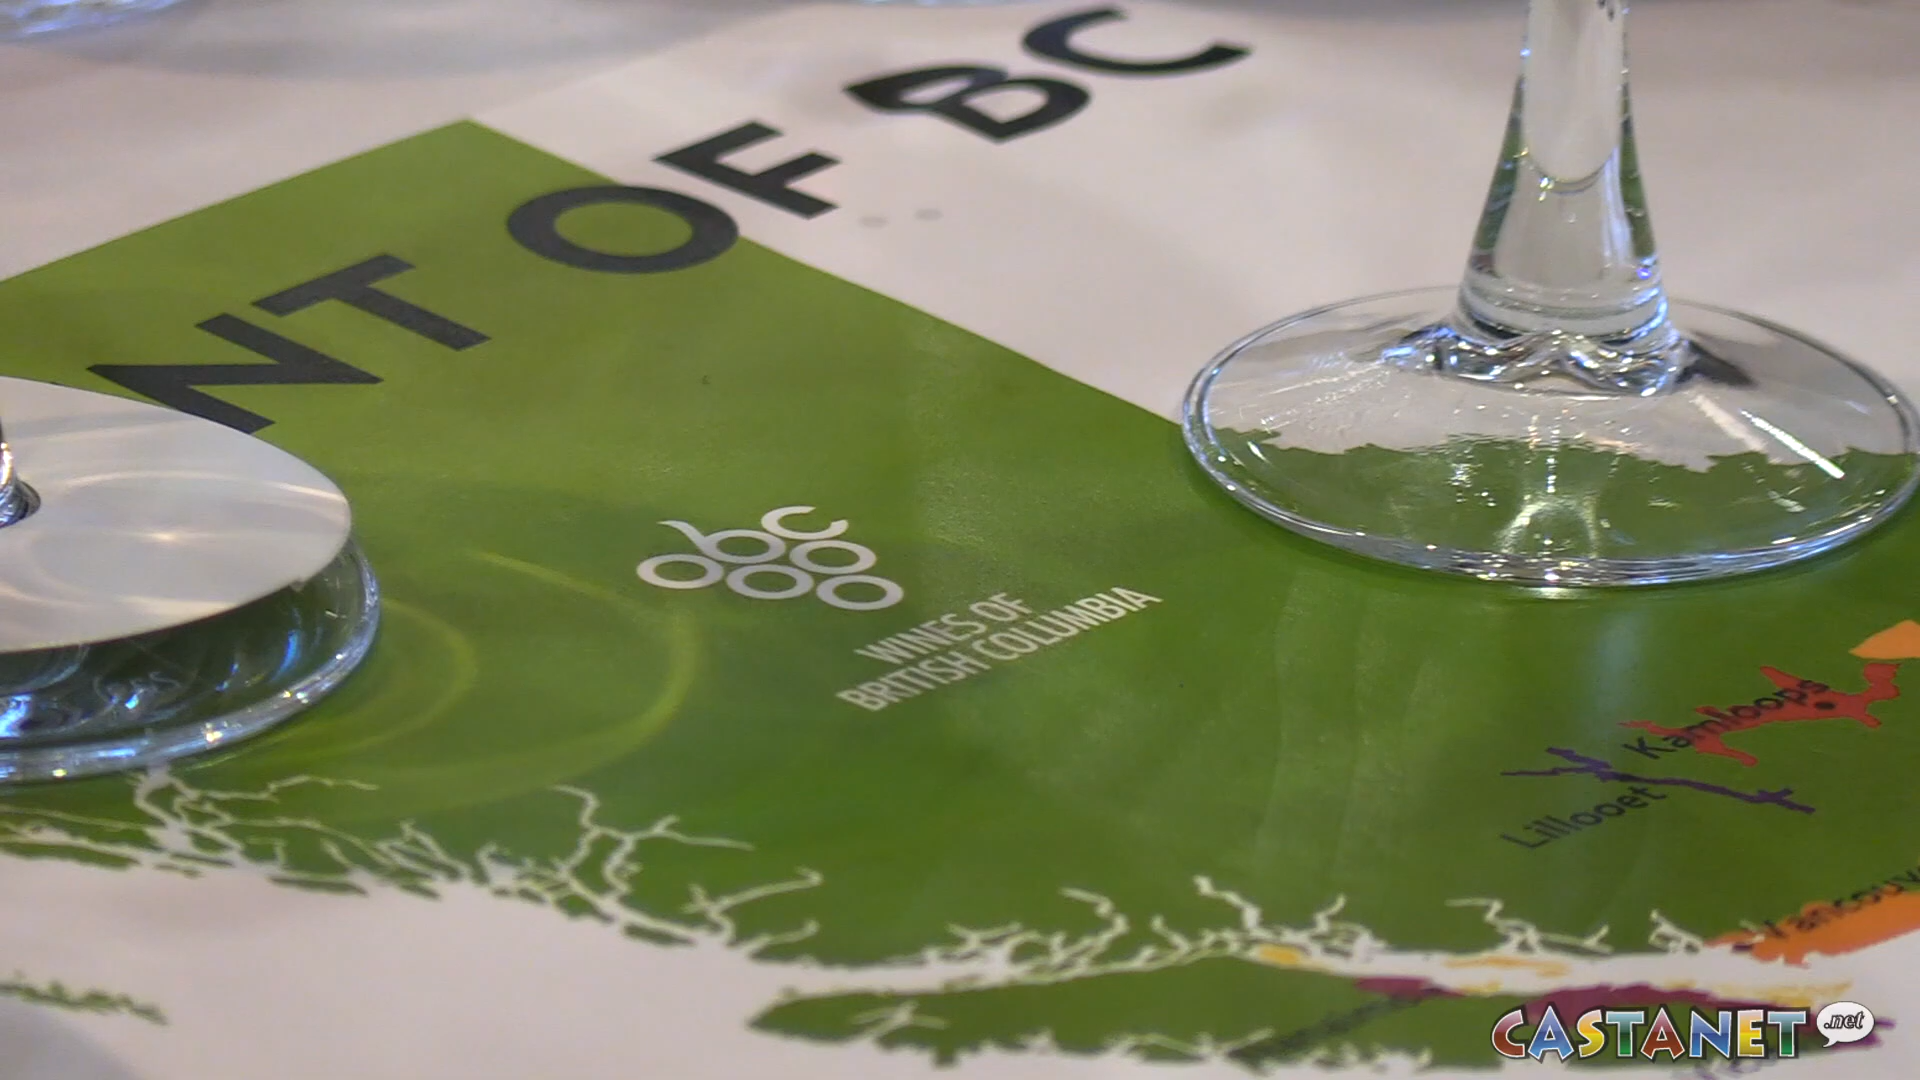 NT OF BC
bc
WINES OF
BRITISH COLUMBIA
Kamloops
Lillooet
CASTANET.net